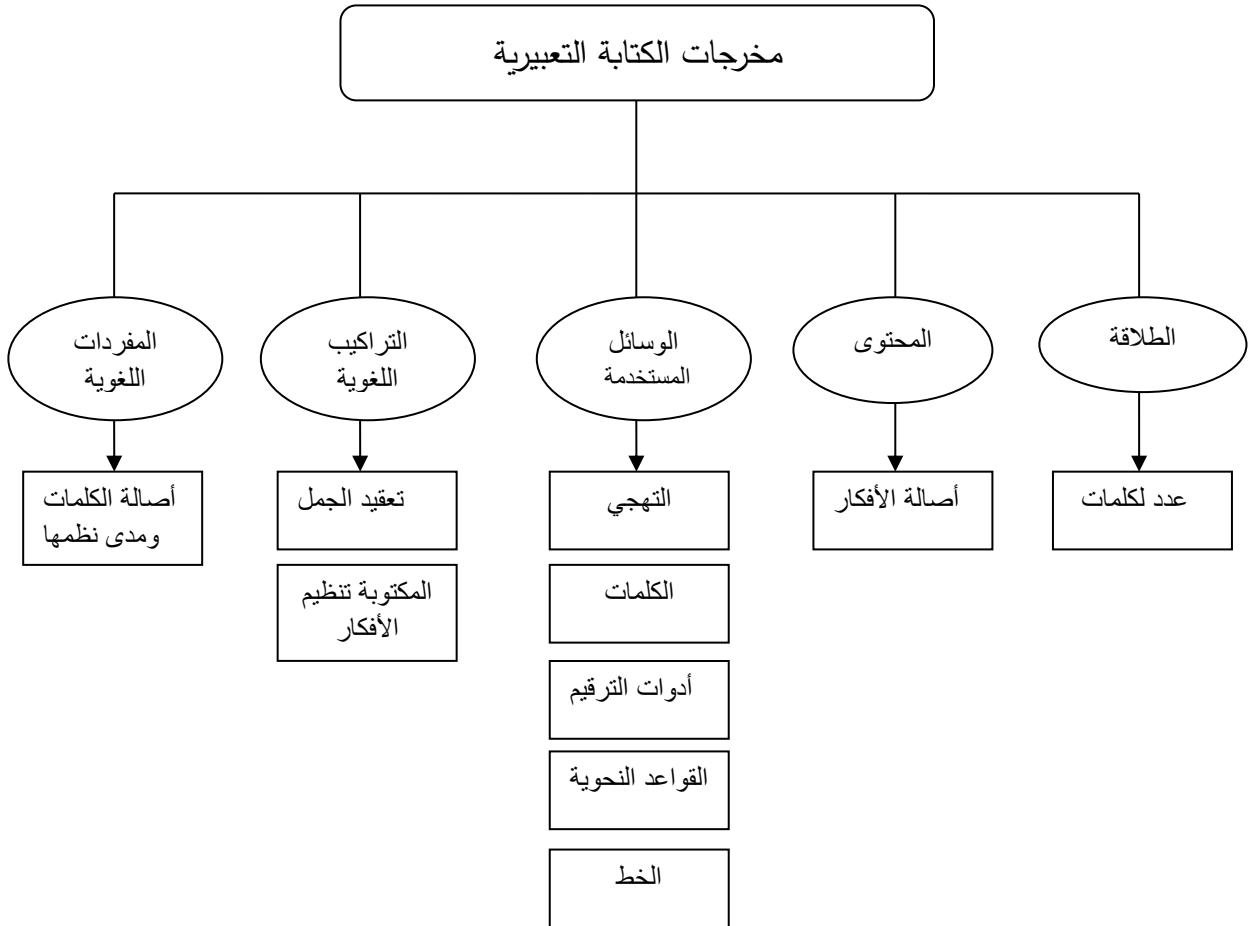 مخرجات الكتابة التعبيرية
الطلاقة
المحتوى
الوسائل
المستخدمة
التراكيب
اللغوية
المفردات
اللغوية
عدد لكلمات
أصالة الأفكار
التهجي
الكلمات
أدوات الترقيم
القواعد النحوية
الخط
تعقيد الجمل
المكتوبة تنظيم
الأفكار
أصالة الكلمات
ومدى نظمها